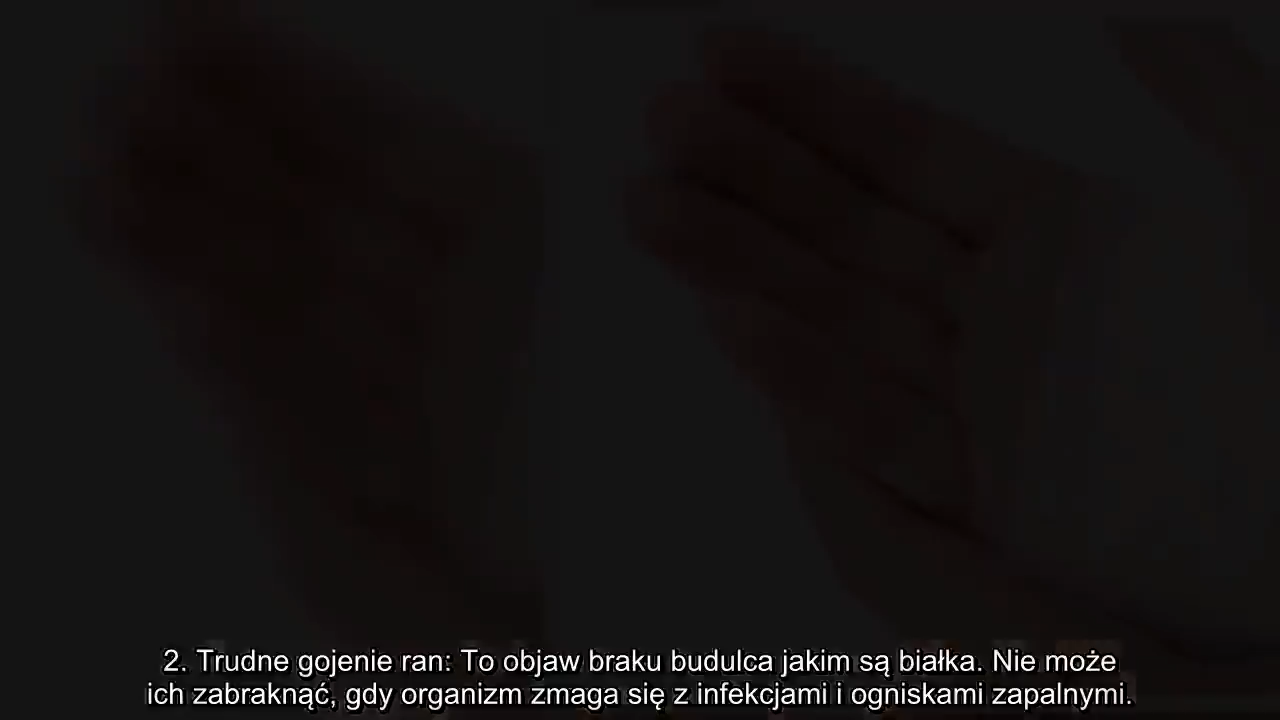 2. Trudne gojenie ran: To objaw braku budulca jakim są białka. Nie może
ich zabraknąć, gdy organizm zmaga się z infekcjami i ogniskami zapalnymi.